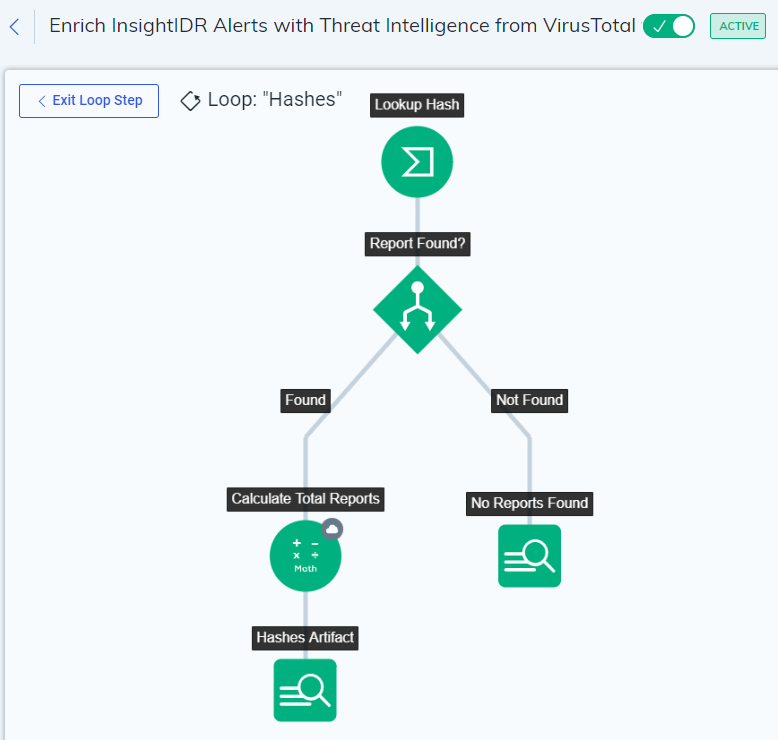 Enrich InsightIDR Alerts with Threat Intelligence from VirusTotal
ACTIVE
Exit Loop Step
Loop: "Hashes"
Lookup Hash
Report Found?
Found
Not Found
Calculate Total Reports
No Reports Found
+ −
× ÷
Math
Hashes Artifact